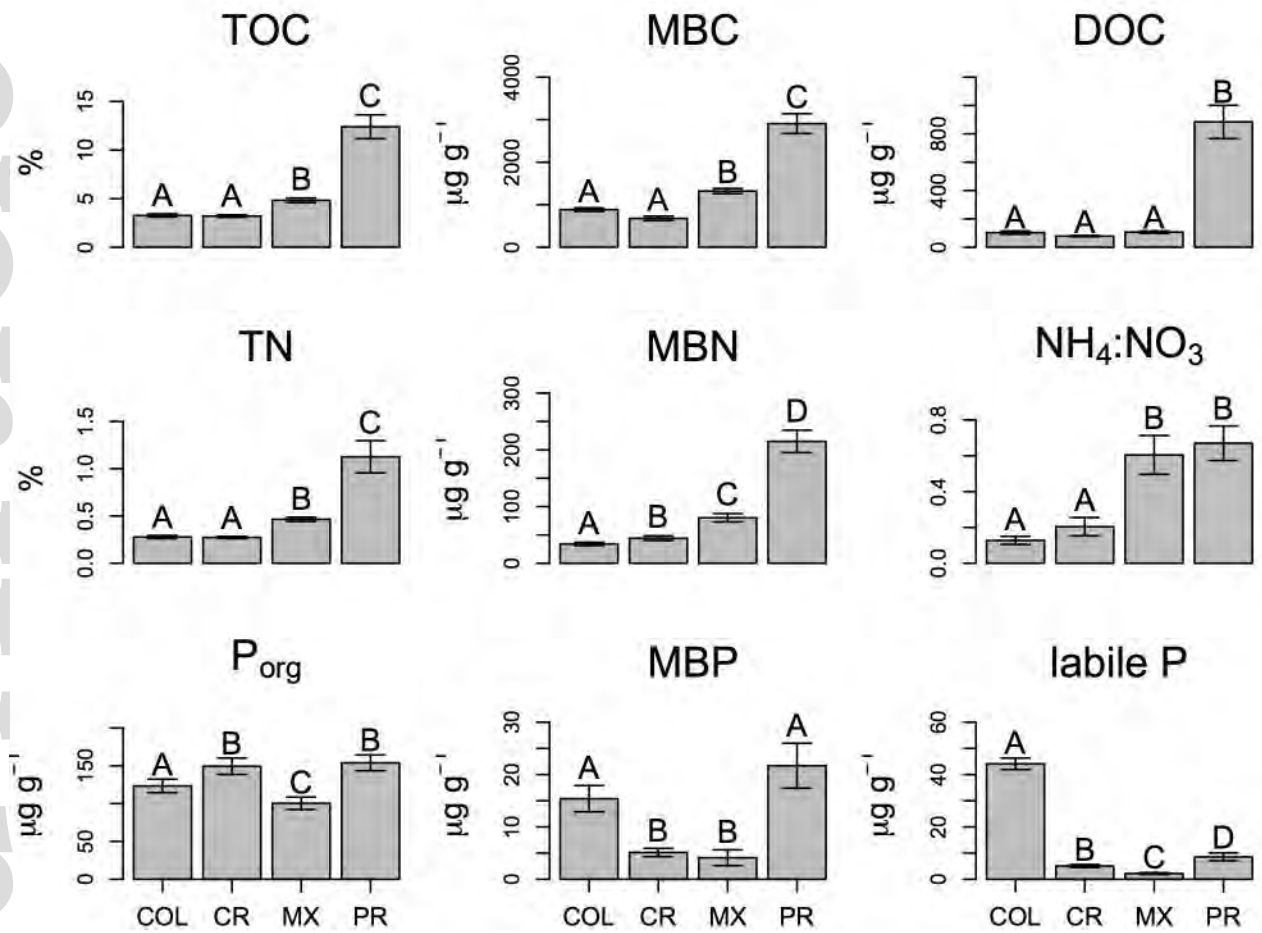 TOC
MBC
DOC
%
0 5 10 15
A A B C
µg g⁻¹
0 2000 4000
A A B C
µg g⁻¹
0 400 800
A A A B
TN
MBN
NH₄:NO₃
%
0.0 0.5 1.0 1.5
A A B C
µg g⁻¹
0 100 200 300
A B C D
0.0 0.4 0.8
A A B B
P_org
MBP
labile P
µg g⁻¹
0 50 150
A B C B
µg g⁻¹
0 10 20 30
A B B A
µg g⁻¹
0 20 40 60
A B C D
COL CR MX PR
COL CR MX PR
COL CR MX PR